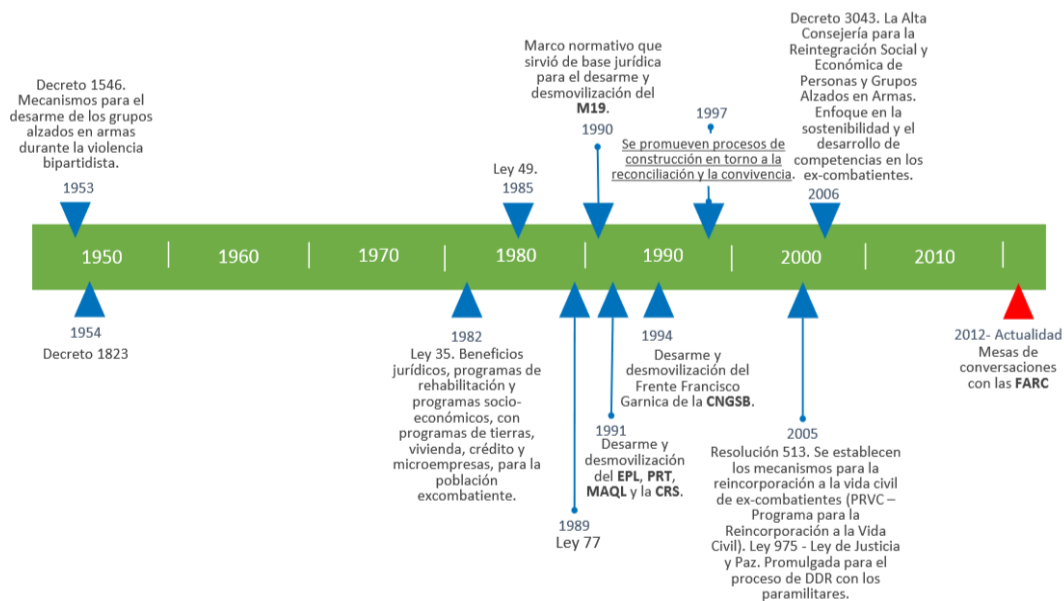 Decreto 1546.
Mecanismos para el
desarme de los grupos
alzados en armas
durante la violencia
bipartidista.
1953
Ley 49.
1985
Marco normativo que
sirvió de base jurídica
para el desarme y
desmovilización del
M19.
1990
1997
Se promueven procesos de
construcción en torno a la
reconciliación y la convivencia.
Decreto 3043. La Alta
Consejería para la
Reintegración Social y
Económica de
Personas y Grupos
Alzados en Armas.
Enfoque en la
sostenibilidad y el
desarrollo de
competencias en los
ex-combatientes.
2006
1950 1960 1970 1980 1990 2000 2010
1954
Decreto 1823
1982
Ley 35. Beneficios
jurídicos, programas de
rehabilitación y
programas socio-
económicos, con
programas de tierras,
vivienda, crédito y
microempresas, para la
población
excombatiente.
1989
Ley 77
1991
Desarme y
desmovilización
del EPL, PRT,
MAQL y la CRS.
1994
Desarme y
desmovilización del
Frente Francisco
Garnica de la CNGSB.
2005
Resolución 513. Se establecen
los mecanismos para la
reincorporación a la vida civil
de ex-combatientes (PRVC –
Programa para la
Reincorporación a la Vida
Civil). Ley 975 - Ley de Justicia
y Paz. Promulgada para el
proceso de DDR con los
paramilitares.
2012- Actualidad
Mesas de
conversaciones
con las FARC